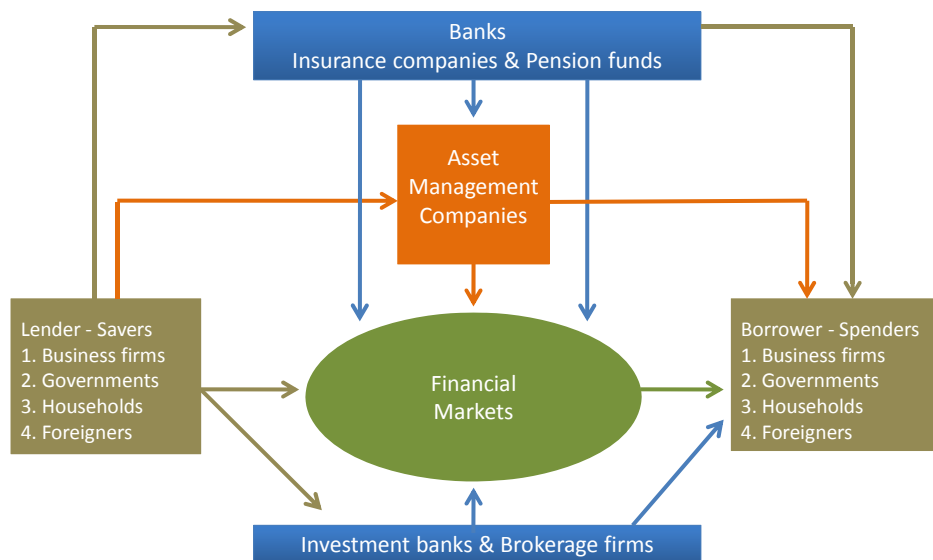 Banks
Insurance companies & Pension funds
Asset
Management
Companies
Lender - Savers
1. Business firms
2. Governments
3. Households
4. Foreigners
Financial
Markets
Borrower - Spenders
1. Business firms
2. Governments
3. Households
4. Foreigners
Investment banks & Brokerage firms